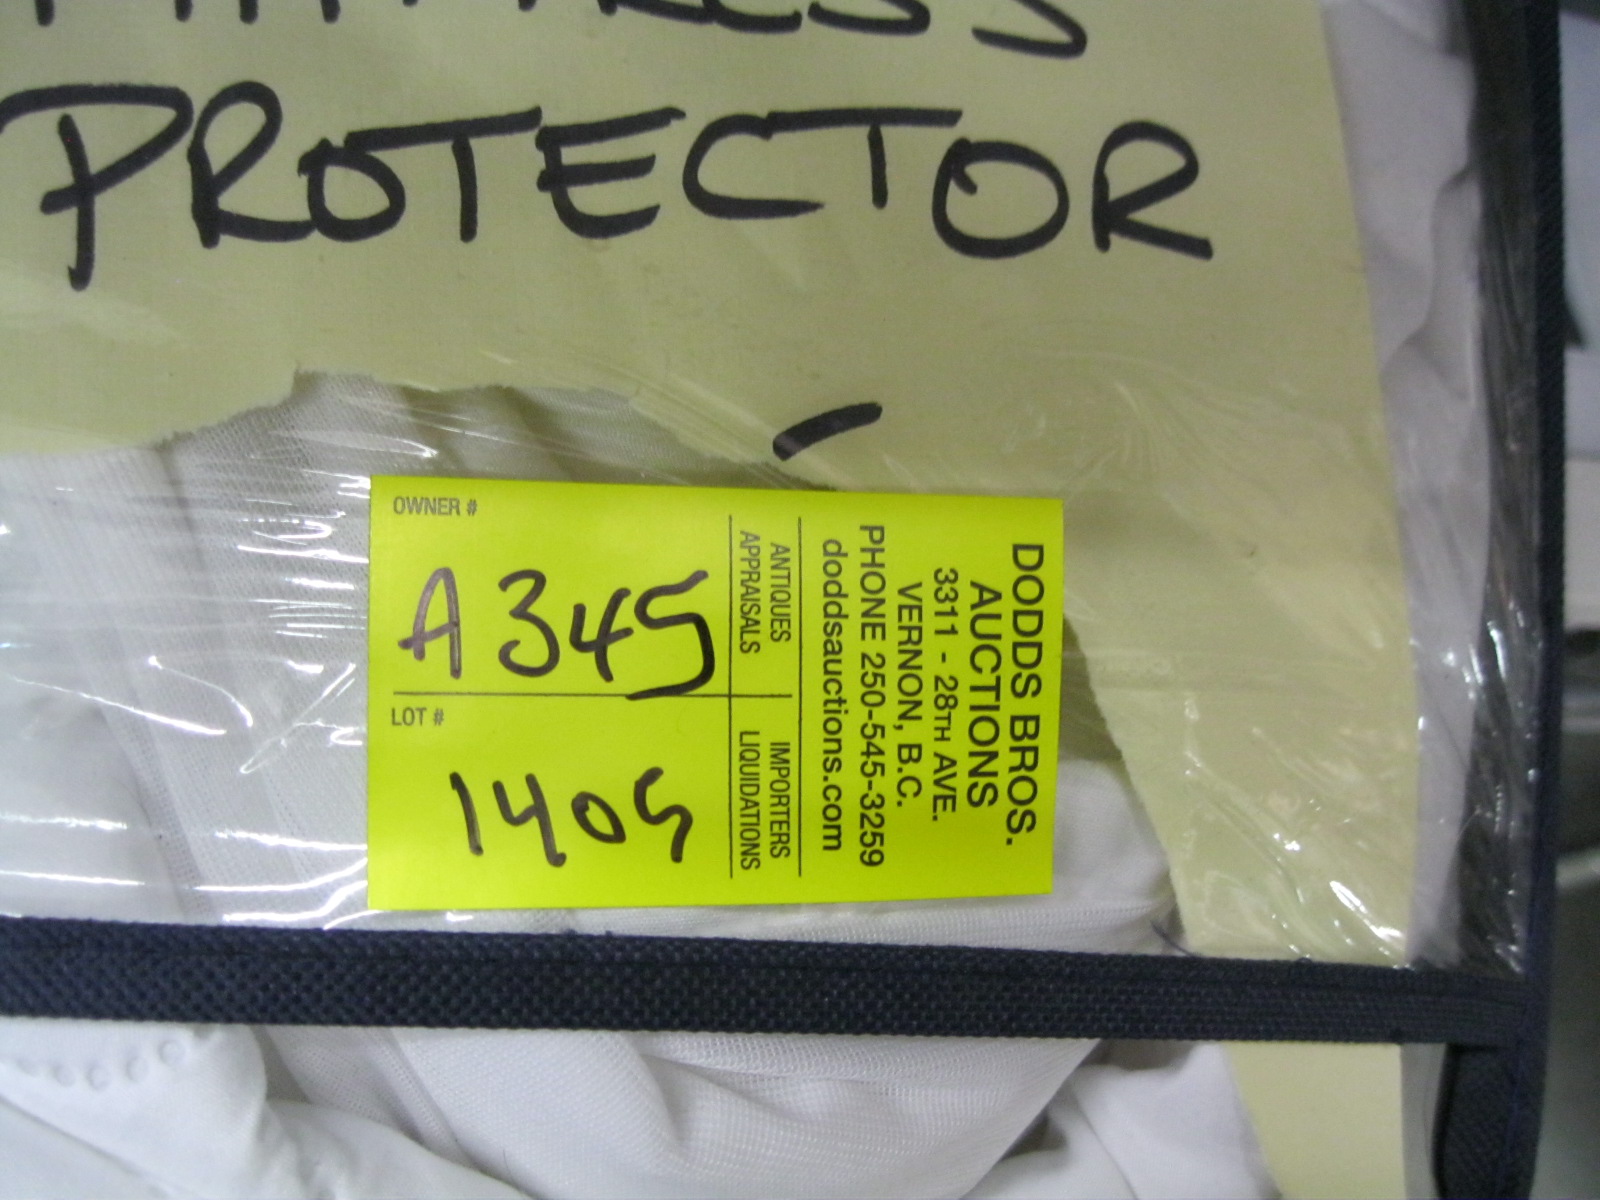 PROTECTOR
OWNER #
A345
LOT #
1405
ANTIQUES
APPRAISALS
IMPORTERS
LIQUIDATIONS
DODDS BROS.
AUCTIONS
3311 - 28TH AVE.
VERNON, B.C.
PHONE 250-545-3259
doddsauctions.com